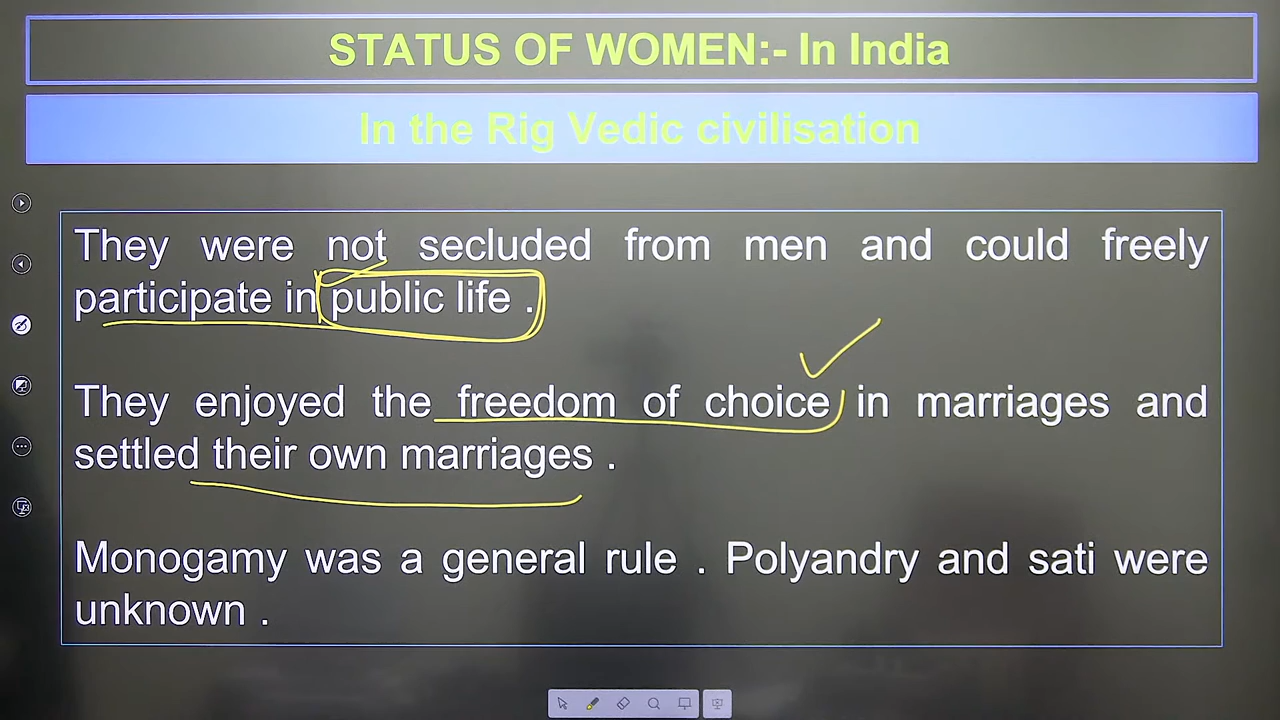 STATUS OF WOMEN:- In India
In the Rig Vedic civilisation
They were not secluded from men and could freely
participate in public life .
They enjoyed the freedom of choice in marriages and
settled their own marriages .
Monogamy was a general rule . Polyandry and sati were
unknown .